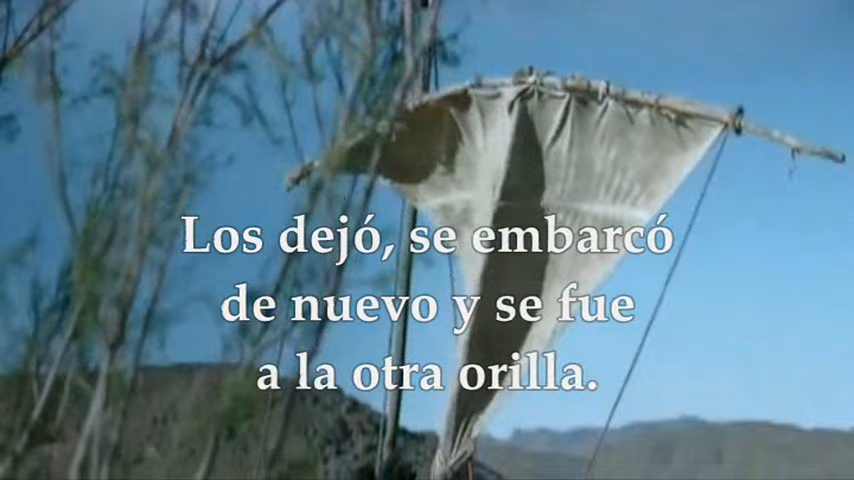 Los dejó, se embarcó
de nuevo y se fue
a la otra orilla.